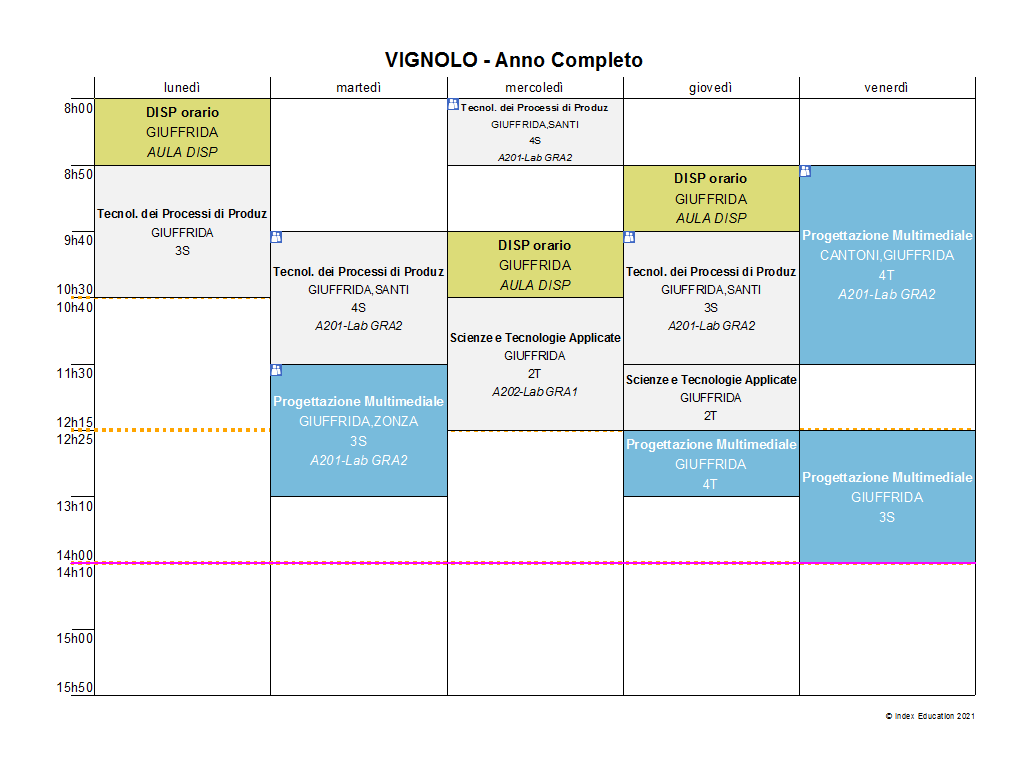 VIGNOLO - Anno Completo
lunedì
martedì
mercoledì
giovedì
venerdì
8h00
8h50
9h40
10h30
10h40
11h30
12h15
12h25
13h10
14h00
14h10
15h00
15h50
DISP orario
GIUFFRIDA
AULA DISP
Tecnol. dei Processi di Produz
GIUFFRIDA
3S
Tecnol. dei Processi di Produz
GIUFFRIDA,SANTI
4S
A201-Lab GRA2
Progettazione Multimediale
GIUFFRIDA,ZONZA
3S
A201-Lab GRA2
Tecnol. dei Processi di Produz
GIUFFRIDA,SANTI
4S
A201-Lab GRA2
DISP orario
GIUFFRIDA
AULA DISP
Scienze e Tecnologie Applicate
GIUFFRIDA
2T
A202-Lab GRA1
DISP orario
GIUFFRIDA
AULA DISP
Tecnol. dei Processi di Produz
GIUFFRIDA,SANTI
3S
A201-Lab GRA2
Scienze e Tecnologie Applicate
GIUFFRIDA
2T
Progettazione Multimediale
GIUFFRIDA
4T
Progettazione Multimediale
CANTONI,GIUFFRIDA
4T
A201-Lab GRA2
Progettazione Multimediale
GIUFFRIDA
3S
© Index Education 2021